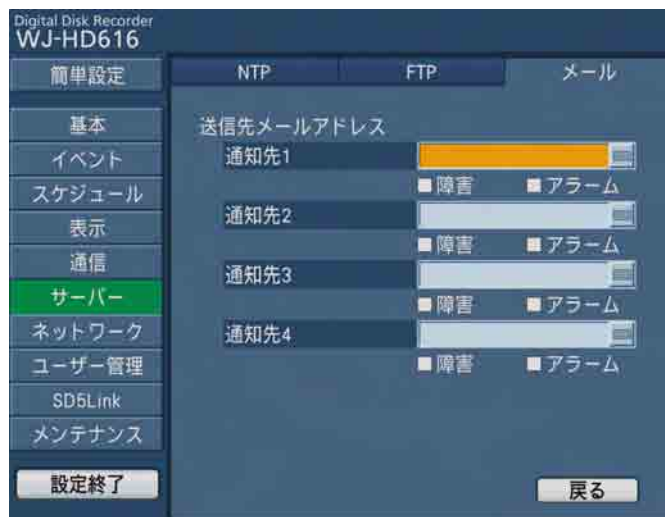 Digital Disk Recorder
WJ-HD616
簡単設定
基本
イベント
スケジュール
表示
通信
サーバー
ネットワーク
ユーザー管理
SD5Link
メンテナンス
設定終了
NTP FTP メール
送信先メールアドレス
通知先1
障害 アラーム
通知先2
障害 アラーム
通知先3
障害 アラーム
通知先4
障害 アラーム
戻る